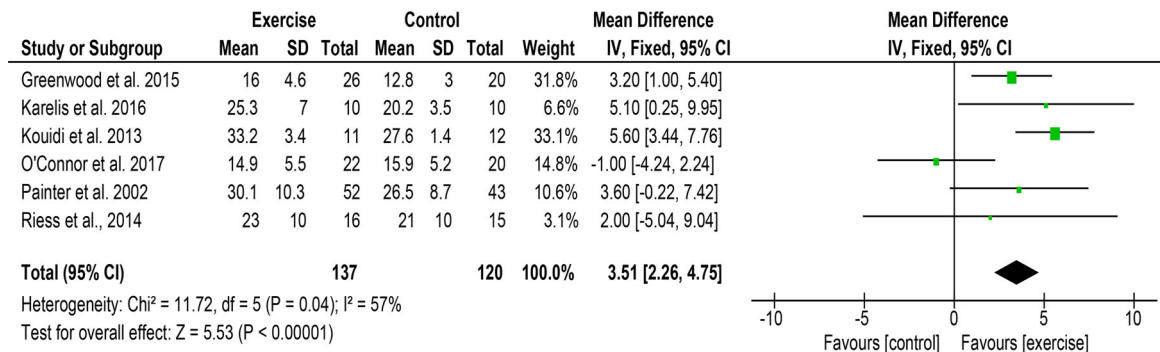 Exercise Control Mean Difference Mean Difference
Study or Subgroup Mean SD Total Mean SD Total Weight IV, Fixed, 95% CI IV, Fixed, 95% CI
Greenwood et al. 2015 16 4.6 26 12.8 3 20 31.8% 3.20 [1.00, 5.40]
Karelis et al. 2016 25.3 7 10 20.2 3.5 10 6.6% 5.10 [0.25, 9.95]
Kouidi et al. 2013 33.2 3.4 11 27.6 1.4 12 33.1% 5.60 [3.44, 7.76]
O'Connor et al. 2017 14.9 5.5 22 15.9 5.2 20 14.8% -1.00 [-4.24, 2.24]
Painter et al. 2002 30.1 10.3 52 26.5 8.7 43 10.6% 3.60 [-0.22, 7.42]
Riess et al., 2014 23 10 16 21 10 15 3.1% 2.00 [-5.04, 9.04]
Total (95% CI) 137 120 100.0% 3.51 [2.26, 4.75]
Heterogeneity: Chi² = 11.72, df = 5 (P = 0.04); I² = 57%
Test for overall effect: Z = 5.53 (P < 0.00001)
-10 -5 0 5 10
Favours [control] Favours [exercise]